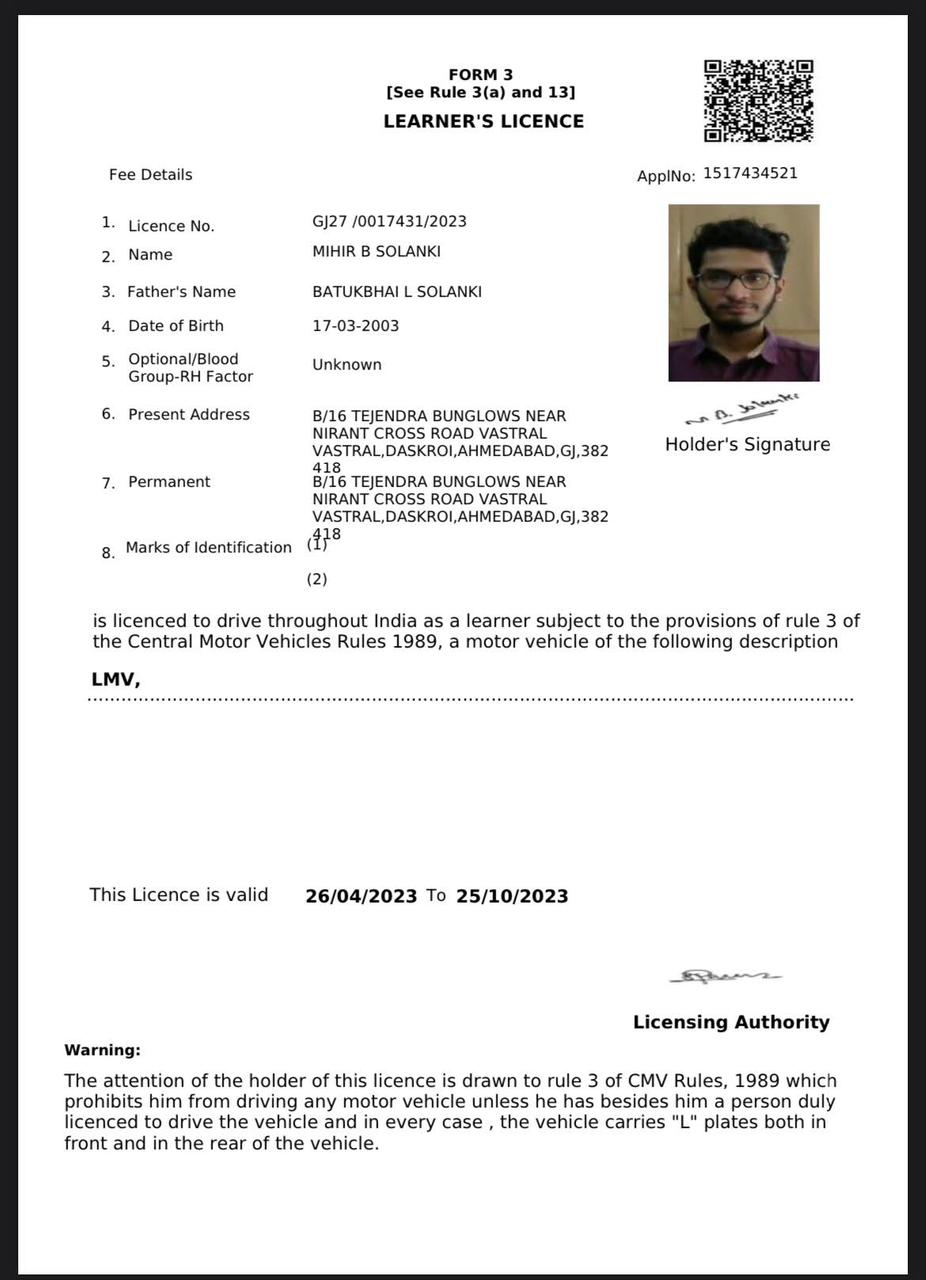 FORM 3
[See Rule 3(a) and 13]
LEARNER'S LICENCE
Fee Details
ApplNo: 1517434521
1. Licence No. GJ27 /0017431/2023
2. Name MIHIR B SOLANKI
3. Father's Name BATUKBHAI L SOLANKI
4. Date of Birth 17-03-2003
5. Optional/Blood
Group-RH Factor Unknown
6. Present Address B/16 TEJENDRA BUNGLOWS NEAR
NIRANT CROSS ROAD VASTRAL
VASTRAL,DASKROI,AHMEDABAD,GJ,382
418
M. B. Solanki
Holder's Signature
7. Permanent B/16 TEJENDRA BUNGLOWS NEAR
NIRANT CROSS ROAD VASTRAL
VASTRAL,DASKROI,AHMEDABAD,GJ,382
418
8. Marks of Identification (1)
(2)
is licenced to drive throughout India as a learner subject to the provisions of rule 3 of
the Central Motor Vehicles Rules 1989, a motor vehicle of the following description
LMV,
This Licence is valid 26/04/2023 To 25/10/2023
Licensing Authority
Warning:
The attention of the holder of this licence is drawn to rule 3 of CMV Rules, 1989 which
prohibits him from driving any motor vehicle unless he has besides him a person duly
licenced to drive the vehicle and in every case , the vehicle carries "L" plates both in
front and in the rear of the vehicle.